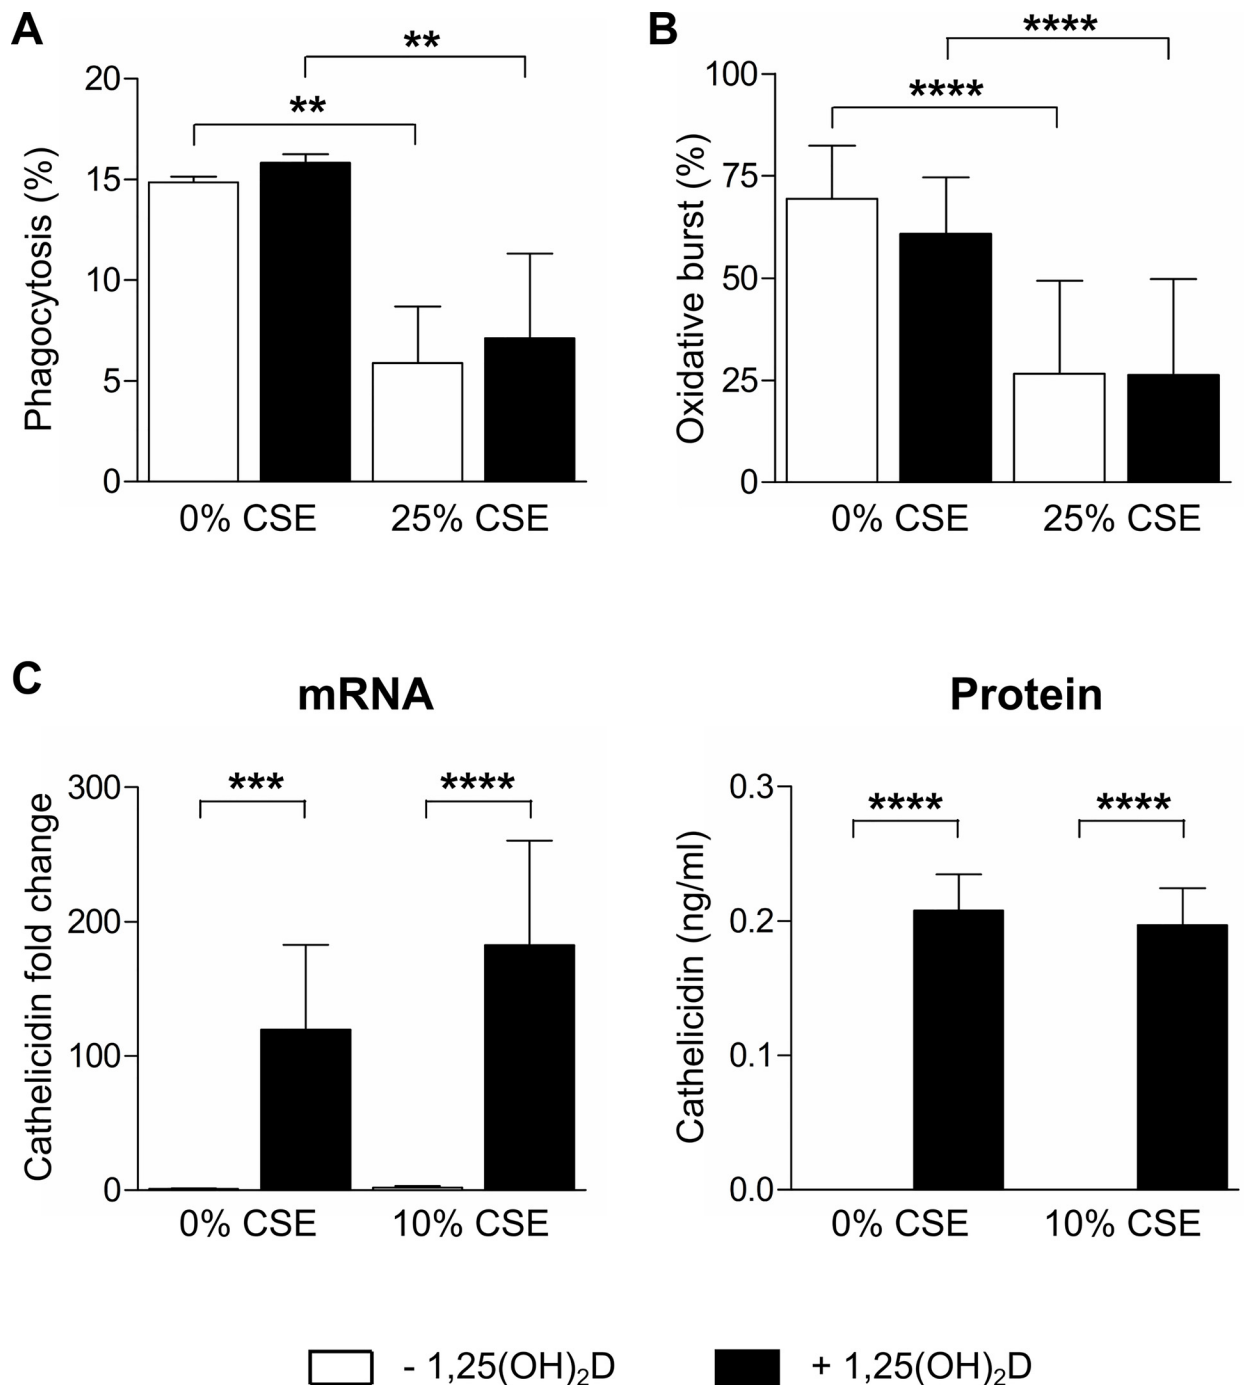 A
**
**
20
15
10
5
0
Phagocytosis (%)
0% CSE 25% CSE
B
****
****
100
75
50
25
0
Oxidative burst (%)
0% CSE 25% CSE
C
mRNA
***
****
300
200
100
0
Cathelicidin fold change
0% CSE 10% CSE
Protein
****
****
0.3
0.2
0.1
0.0
Cathelicidin (ng/ml)
0% CSE 10% CSE
- 1,25(OH)₂D
+ 1,25(OH)₂D